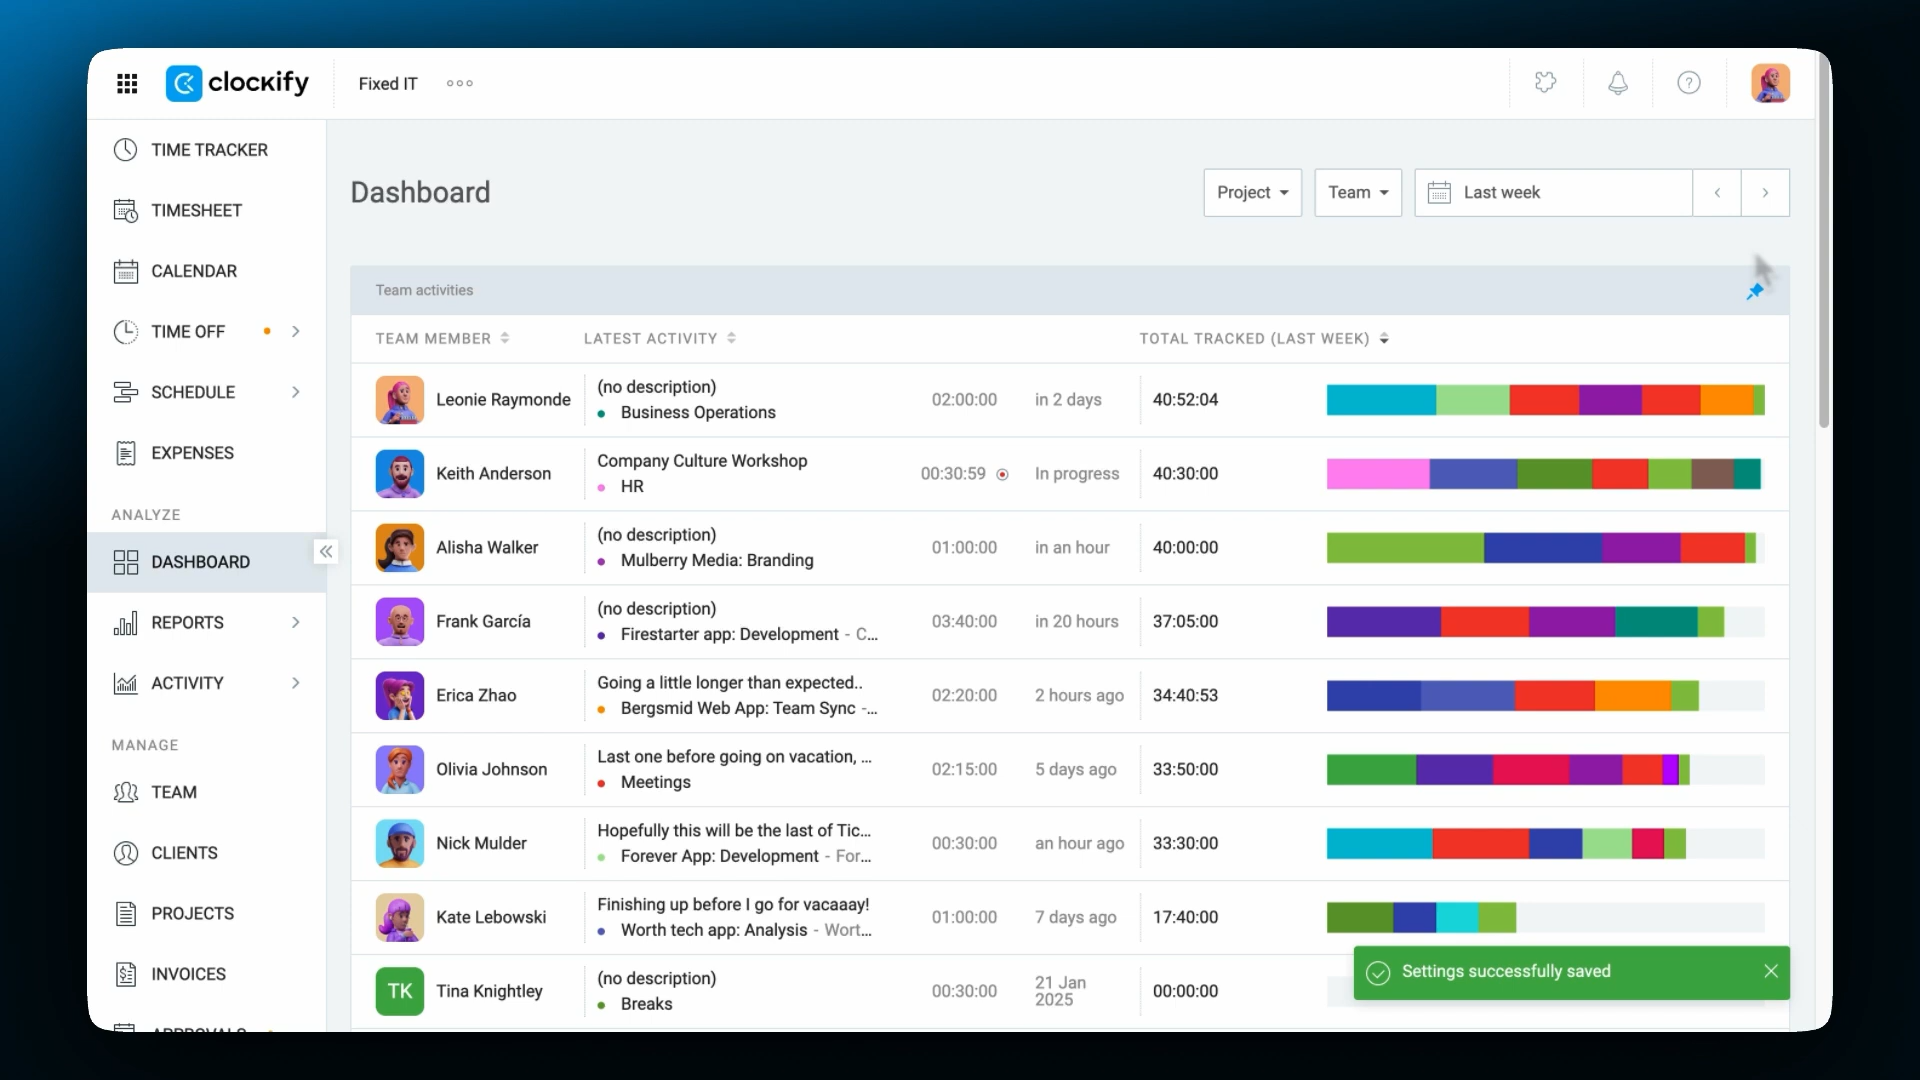 clockify
Fixed IT
TIME TRACKER
TIMESHEET
CALENDAR
TIME OFF
SCHEDULE
EXPENSES
ANALYZE
DASHBOARD
REPORTS
ACTIVITY
MANAGE
TEAM
CLIENTS
PROJECTS
INVOICES
APPROVALS
Dashboard
Project
Team
Last week
Team activities
TEAM MEMBER LATEST ACTIVITY TOTAL TRACKED (LAST WEEK)
Leonie Raymonde (no description) 02:00:00 in 2 days 40:52:04
Business Operations
Keith Anderson Company Culture Workshop 00:30:59 In progress 40:30:00
HR
Alisha Walker (no description) 01:00:00 in an hour 40:00:00
Mulberry Media: Branding
Frank García (no description) 03:40:00 in 20 hours 37:05:00
Firestarter app: Development - C...
Erica Zhao Going a little longer than expected.. 02:20:00 2 hours ago 34:40:53
Bergsmid Web App: Team Sync -...
Olivia Johnson Last one before going on vacation, ... 02:15:00 5 days ago 33:50:00
Meetings
Nick Mulder Hopefully this will be the last of Tic... 00:30:00 an hour ago 33:30:00
Forever App: Development - For...
Kate Lebowski Finishing up before I go for vacaaay! 01:00:00 7 days ago 17:40:00
Worth tech app: Analysis - Wort...
TK Tina Knightley (no description) 00:30:00 21 Jan 2025 00:00:00
Breaks
Settings successfully saved